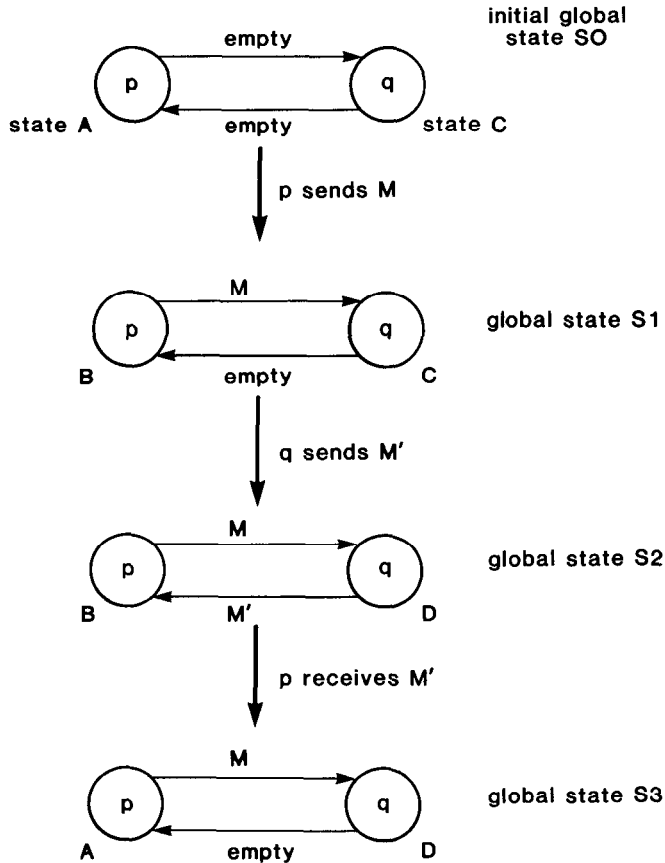 initial global
state SO
empty
p
q
state A
empty
state C
p sends M
M
p
q
global state S1
B
empty
C
q sends M′
M
p
q
global state S2
B
M′
D
p receives M′
M
p
q
global state S3
A
empty
D